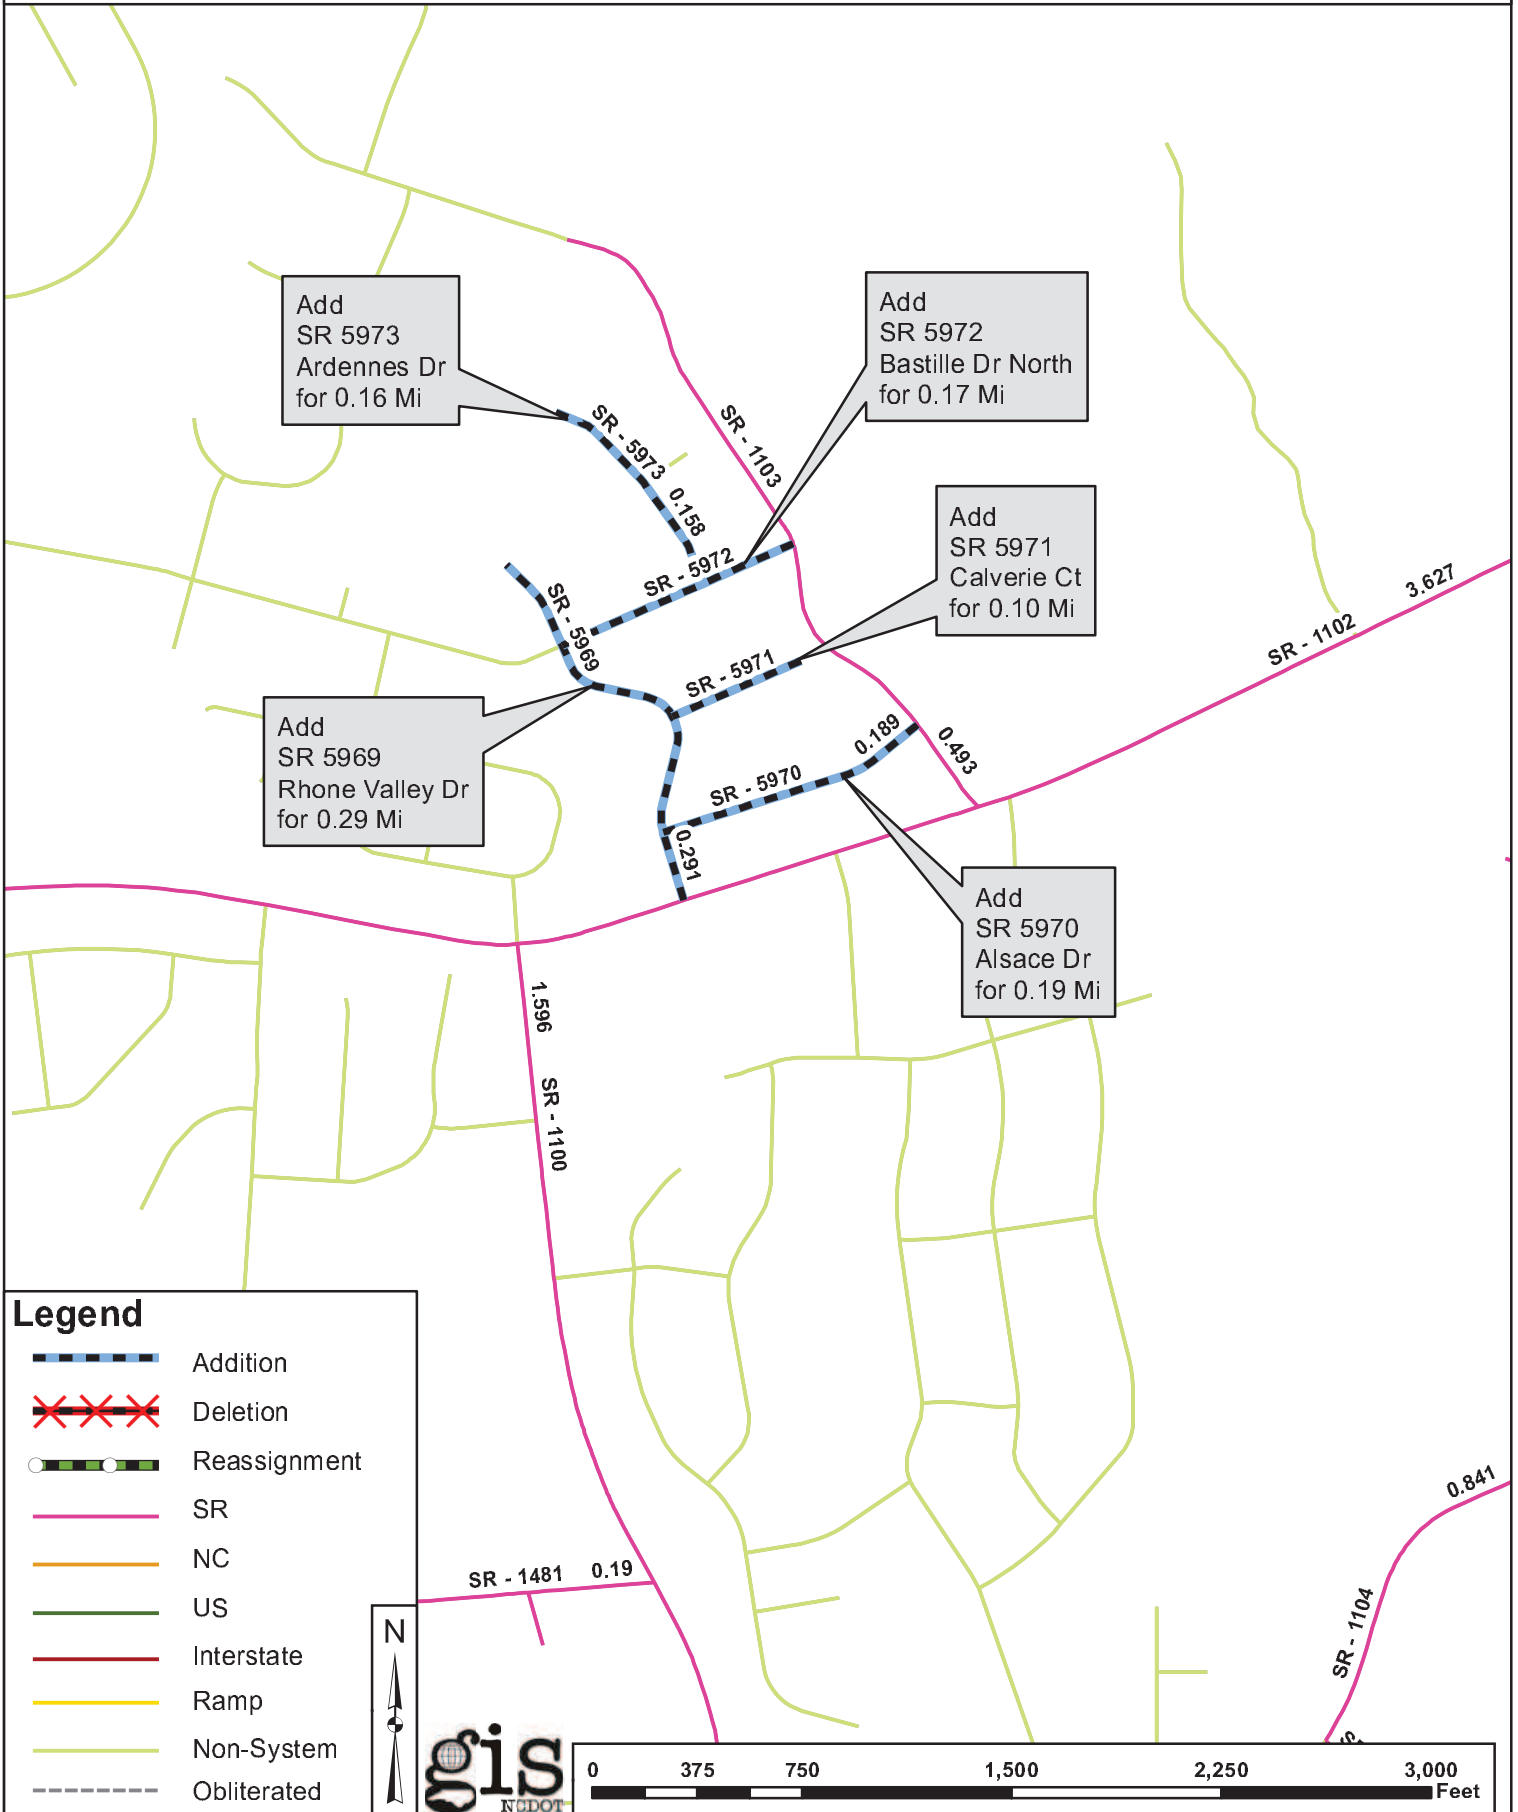 Add
SR 5973
Ardennes Dr
for 0.16 Mi
Add
SR 5972
Bastille Dr North
for 0.17 Mi
SR - 1103
SR - 5973
0.158
SR - 5972
Add
SR 5971
Calverie Ct
for 0.10 Mi
3.627
SR - 1102
SR - 5969
SR - 5971
Add
SR 5969
Rhone Valley Dr
for 0.29 Mi
0.189
0.493
SR - 5970
0.291
Add
SR 5970
Alsace Dr
for 0.19 Mi
1.596
SR - 1100
Legend
Addition
Deletion
Reassignment
SR
NC
US
Interstate
Ramp
Non-System
Obliterated
SR - 1481 0.19
N
gis
NCDOT
0.841
SR - 1104
0 375 750 1,500 2,250 3,000
Feet